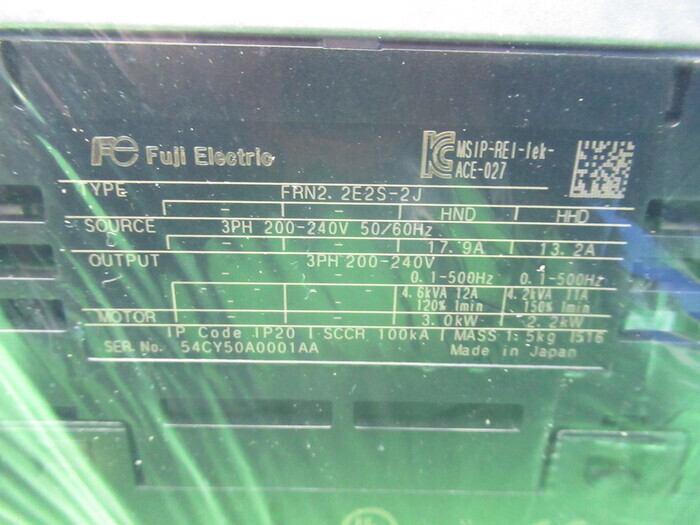 Fe Fuji Electric
MSIP-REI-lek-
ACE-027
TYPE FRN2.2E2S-2J
- - HND HHD
SOURCE 3PH 200-240V 50/60Hz
- - 17.9A 13.2A
OUTPUT 3PH 200-240V
- - 0.1-500Hz 0.1-500Hz
- - 4.6kVA 12A 4.2kVA 11A
120% 1min 150% 1min
MOTOR - - 3.0kW 2.2kW
IP Code IP20 | SCCR 100kA | MASS 1.5kg 1516
SER.No. 54CY50A0001AA Made in Japan